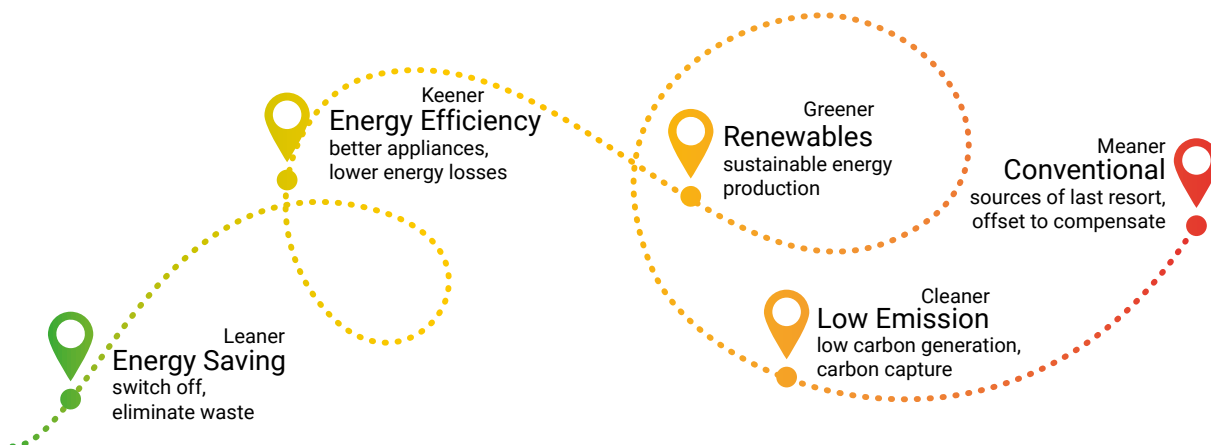 Leaner
Energy Saving
switch off,
eliminate waste
Keener
Energy Efficiency
better appliances,
lower energy losses
Greener
Renewables
sustainable energy
production
Cleaner
Low Emission
low carbon generation,
carbon capture
Meaner
Conventional
sources of last resort,
offset to compensate